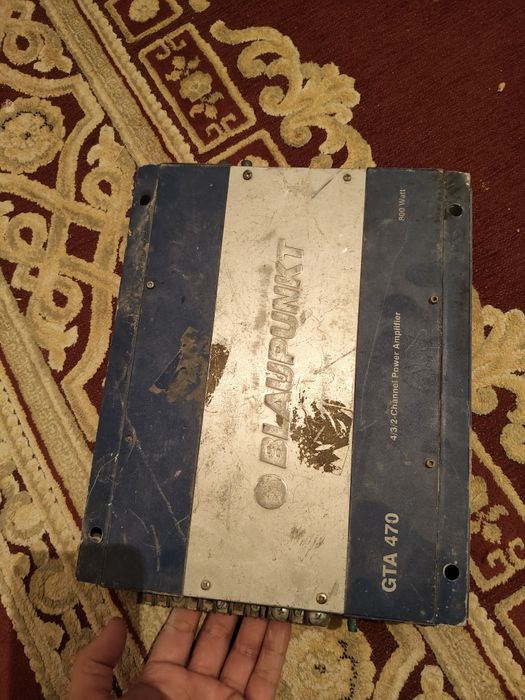 800 Watt
BLAUPUNKT
4/3/2-Channel Power Amplifier
GTA 470